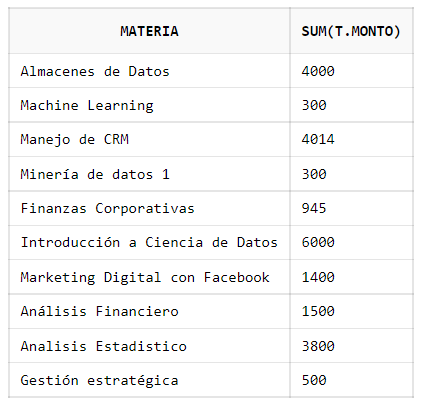 MATERIA SUM(T.MONTO)
Almacenes de Datos 4000
Machine Learning 300
Manejo de CRM 4014
Minería de datos 1 300
Finanzas Corporativas 945
Introducción a Ciencia de Datos 6000
Marketing Digital con Facebook 1400
Análisis Financiero 1500
Analisis Estadistico 3800
Gestión estratégica 500